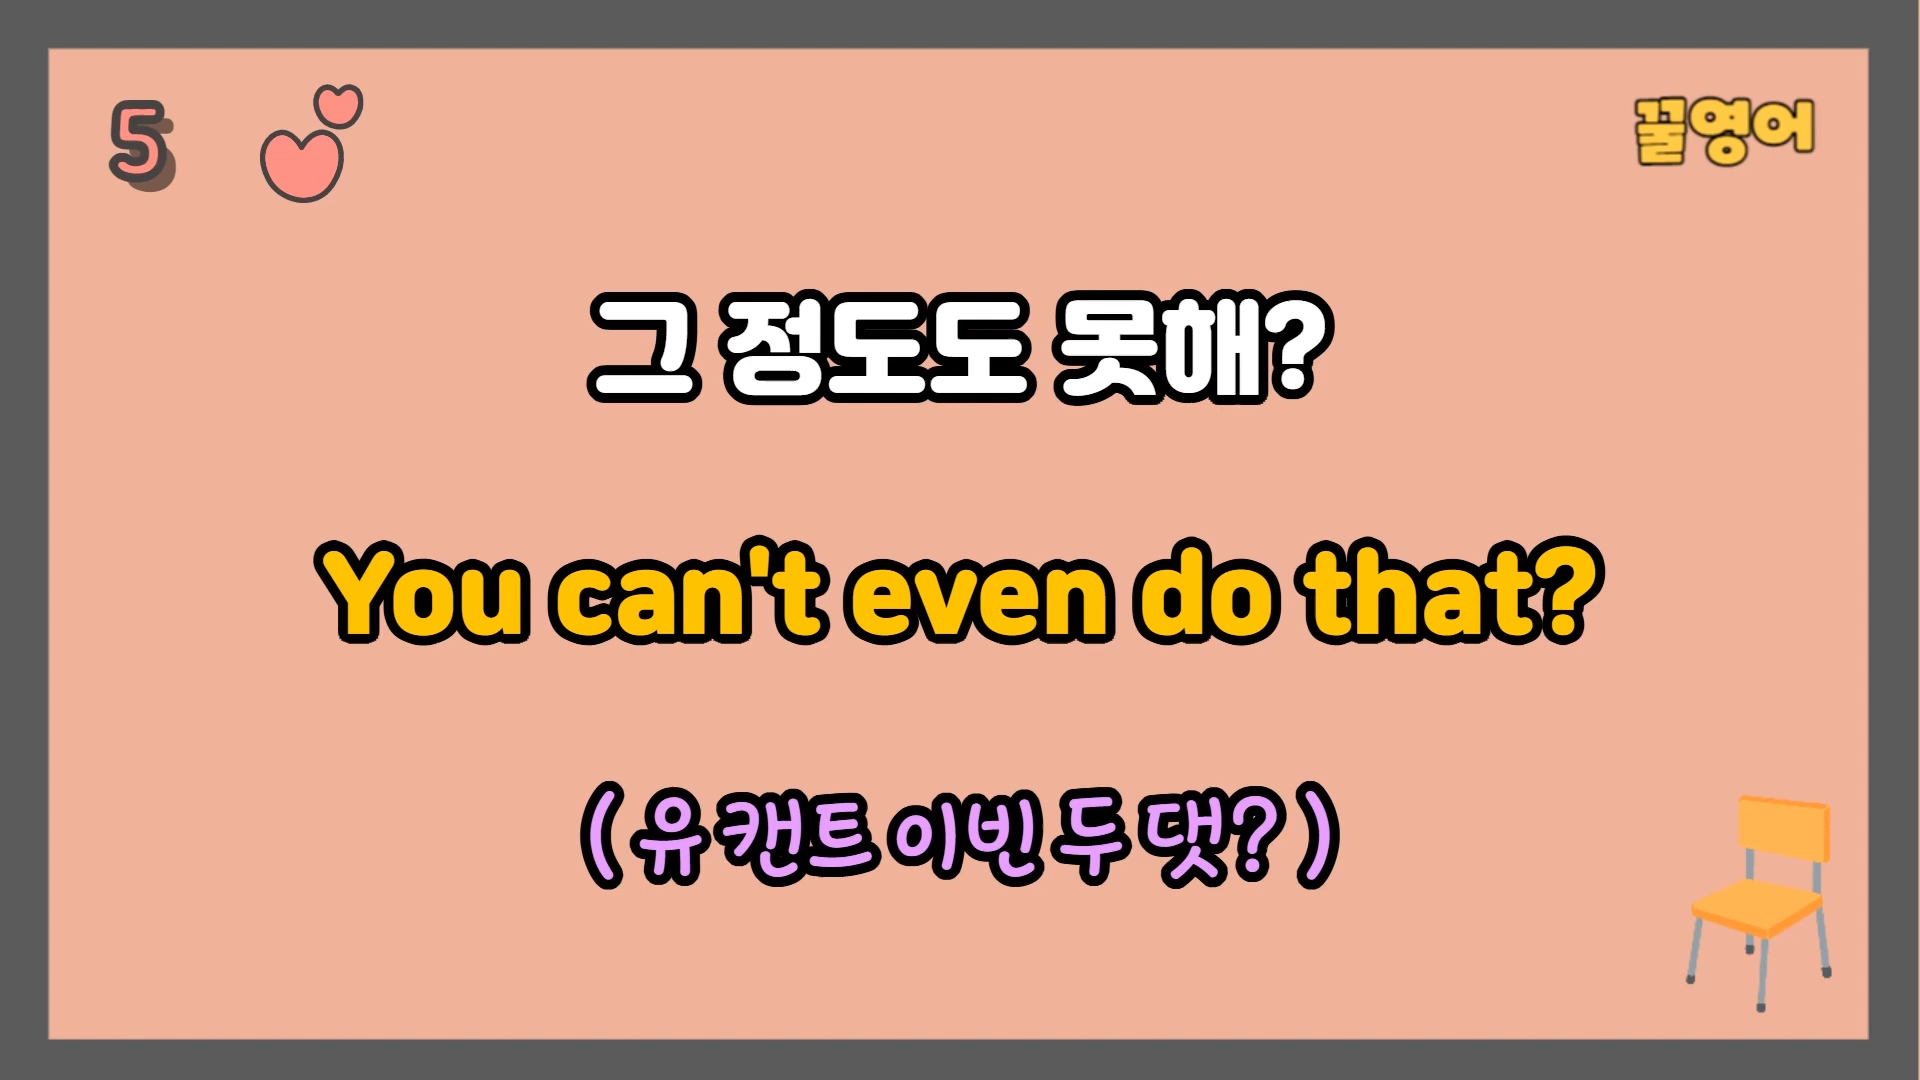 5
끌영어
그 정도도 못해?
You can't even do that?
( 유 캔트 이빈 두 댓? )